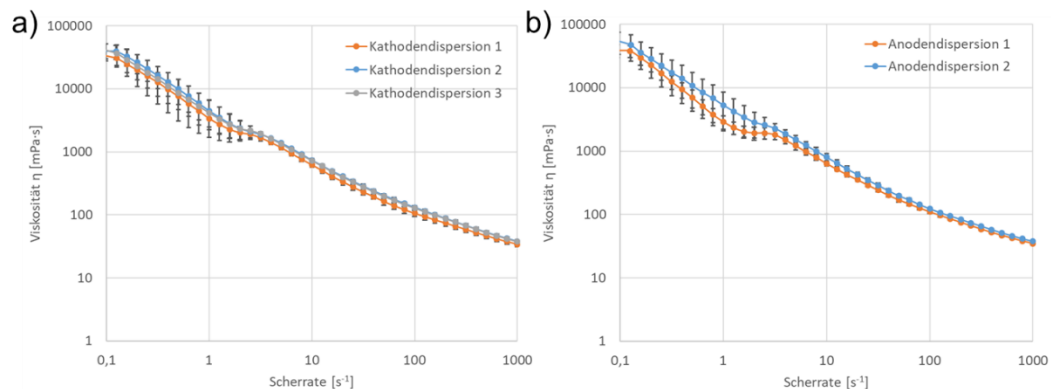 a)
100000
10000
1000
100
10
1
Viskosität η [mPa·s]
0,1
1
10
100
1000
Scherrate [s⁻¹]
Kathodendispersion 1
Kathodendispersion 2
Kathodendispersion 3
b)
100000
10000
1000
100
10
1
Viskosität η [mPa·s]
0,1
1
10
100
1000
Scherrate [s⁻¹]
Anodendispersion 1
Anodendispersion 2